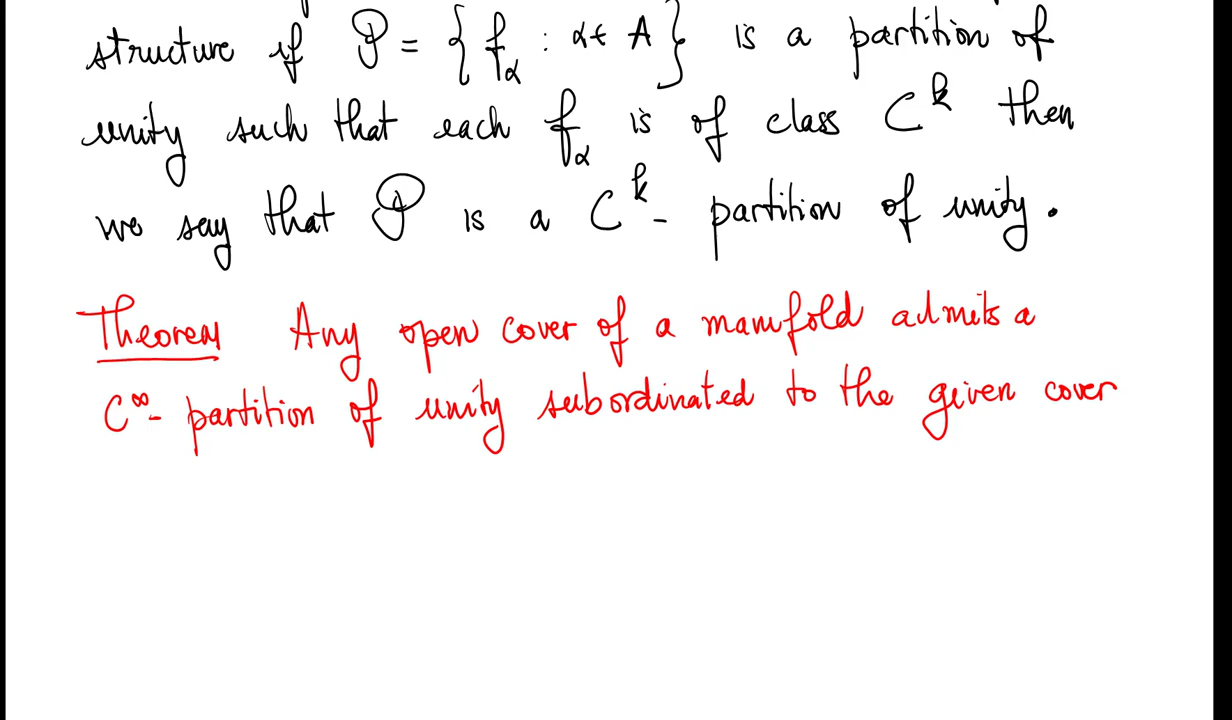 structure if 𝒫 = { f_α : α ∈ A } is a partition of
unity such that each f_α is of class C^k then
we say that 𝒫 is a C^k - partition of unity.
Theorem Any open cover of a manifold admits a
C^∞ - partition of unity subordinated to the given cover